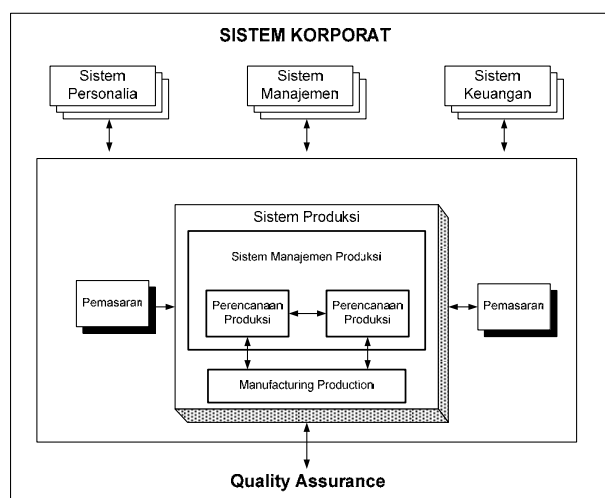 SISTEM KORPORAT
Sistem
Personalia
Sistem
Manajemen
Sistem
Keuangan
Sistem Produksi
Sistem Manajemen Produksi
Pemasaran
Perencanaan
Produksi
Perencanaan
Produksi
Pemasaran
Manufacturing Production
Quality Assurance